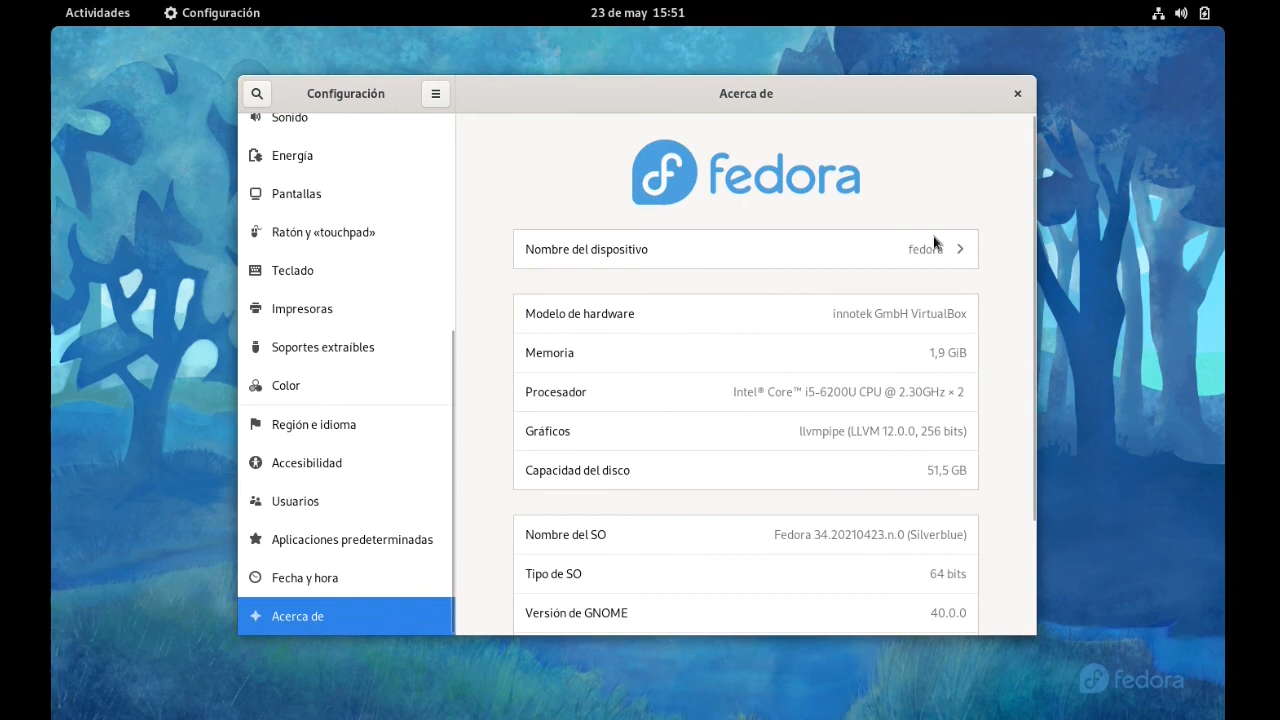 Actividades Configuración 23 de may 15:51
Configuración Acerca de
Sonido
Energía
Pantallas
Ratón y «touchpad»
Teclado
Impresoras
Soportes extraíbles
Color
Región e idioma
Accesibilidad
Usuarios
Aplicaciones predeterminadas
Fecha y hora
Acerca de
fedora
Nombre del dispositivo fedora
Modelo de hardware innotek GmbH VirtualBox
Memoria 1,9 GiB
Procesador Intel® Core™ i5-6200U CPU @ 2.30GHz × 2
Gráficos llvmpipe (LLVM 12.0.0, 256 bits)
Capacidad del disco 51,5 GB
Nombre del SO Fedora 34.20210423.n.0 (Silverblue)
Tipo de SO 64 bits
Versión de GNOME 40.0.0
fedora